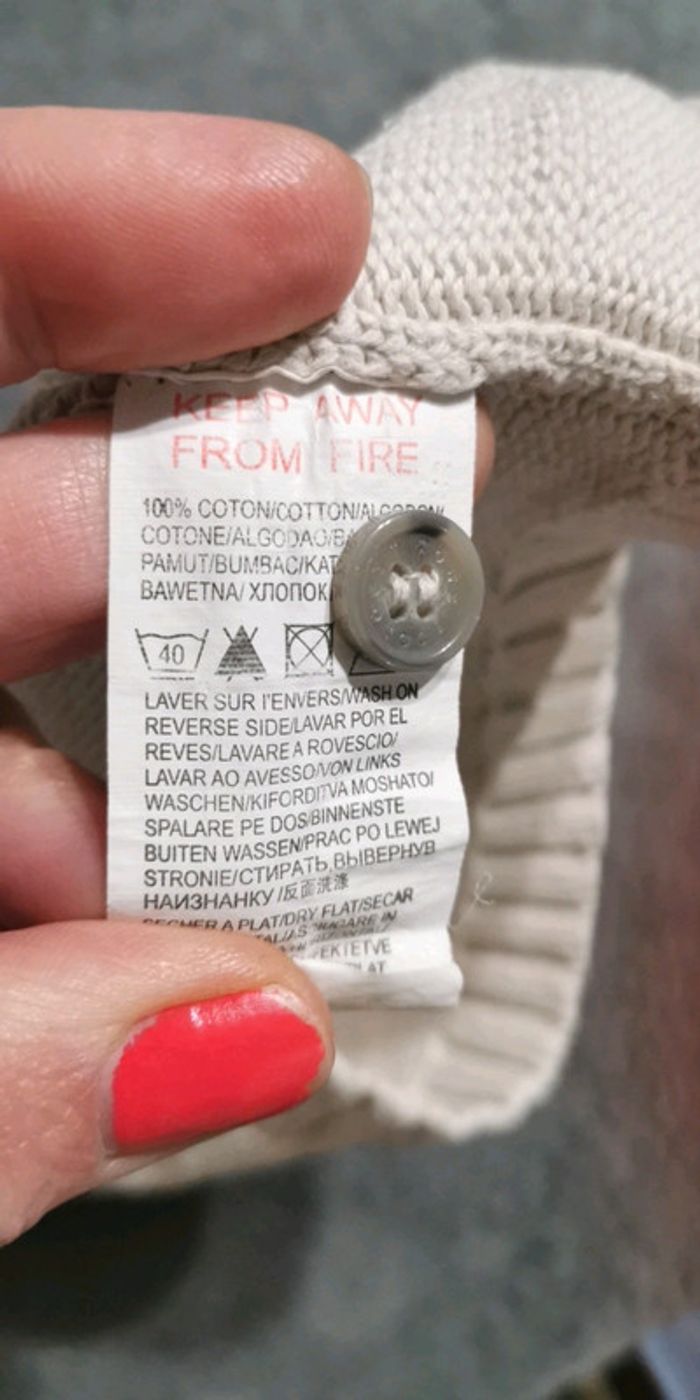 KEEP AWAY
FROM FIRE
100% COTON/COTTON/ALGODON/
COTONE/ALGODAO/
PAMUT/BUMBAC/
BAWETNA/ ХЛОПОК
40
LAVER SUR l'ENVERS/WASH ON
REVERSE SIDE/LAVAR POR EL
REVES/LAVARE A ROVESCIO/
LAVAR AO AVESSO/VON LINKS
WASCHEN/KIFORDITVA MOSHATO/
SPALARE PE DOS/BINNENSTE
BUITEN WASSEN/PRAC PO LEWEJ
STRONIE/СТИРАТЬ,ВЫВЕРНУВ
НАИЗНАНКУ /反面洗涤
SECHER A PLAT/DRY FLAT/SECAR